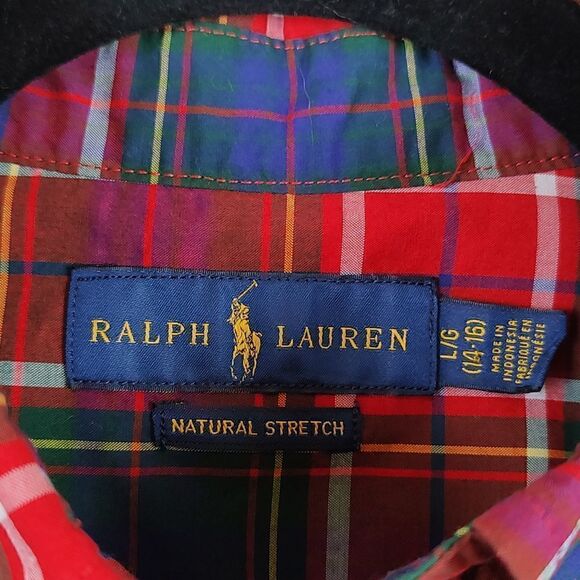 RALPH LAUREN
L/G
(14-16)
MADE IN
INDONESIA
FABRIQUÉ EN
INDONÉSIE
NATURAL STRETCH